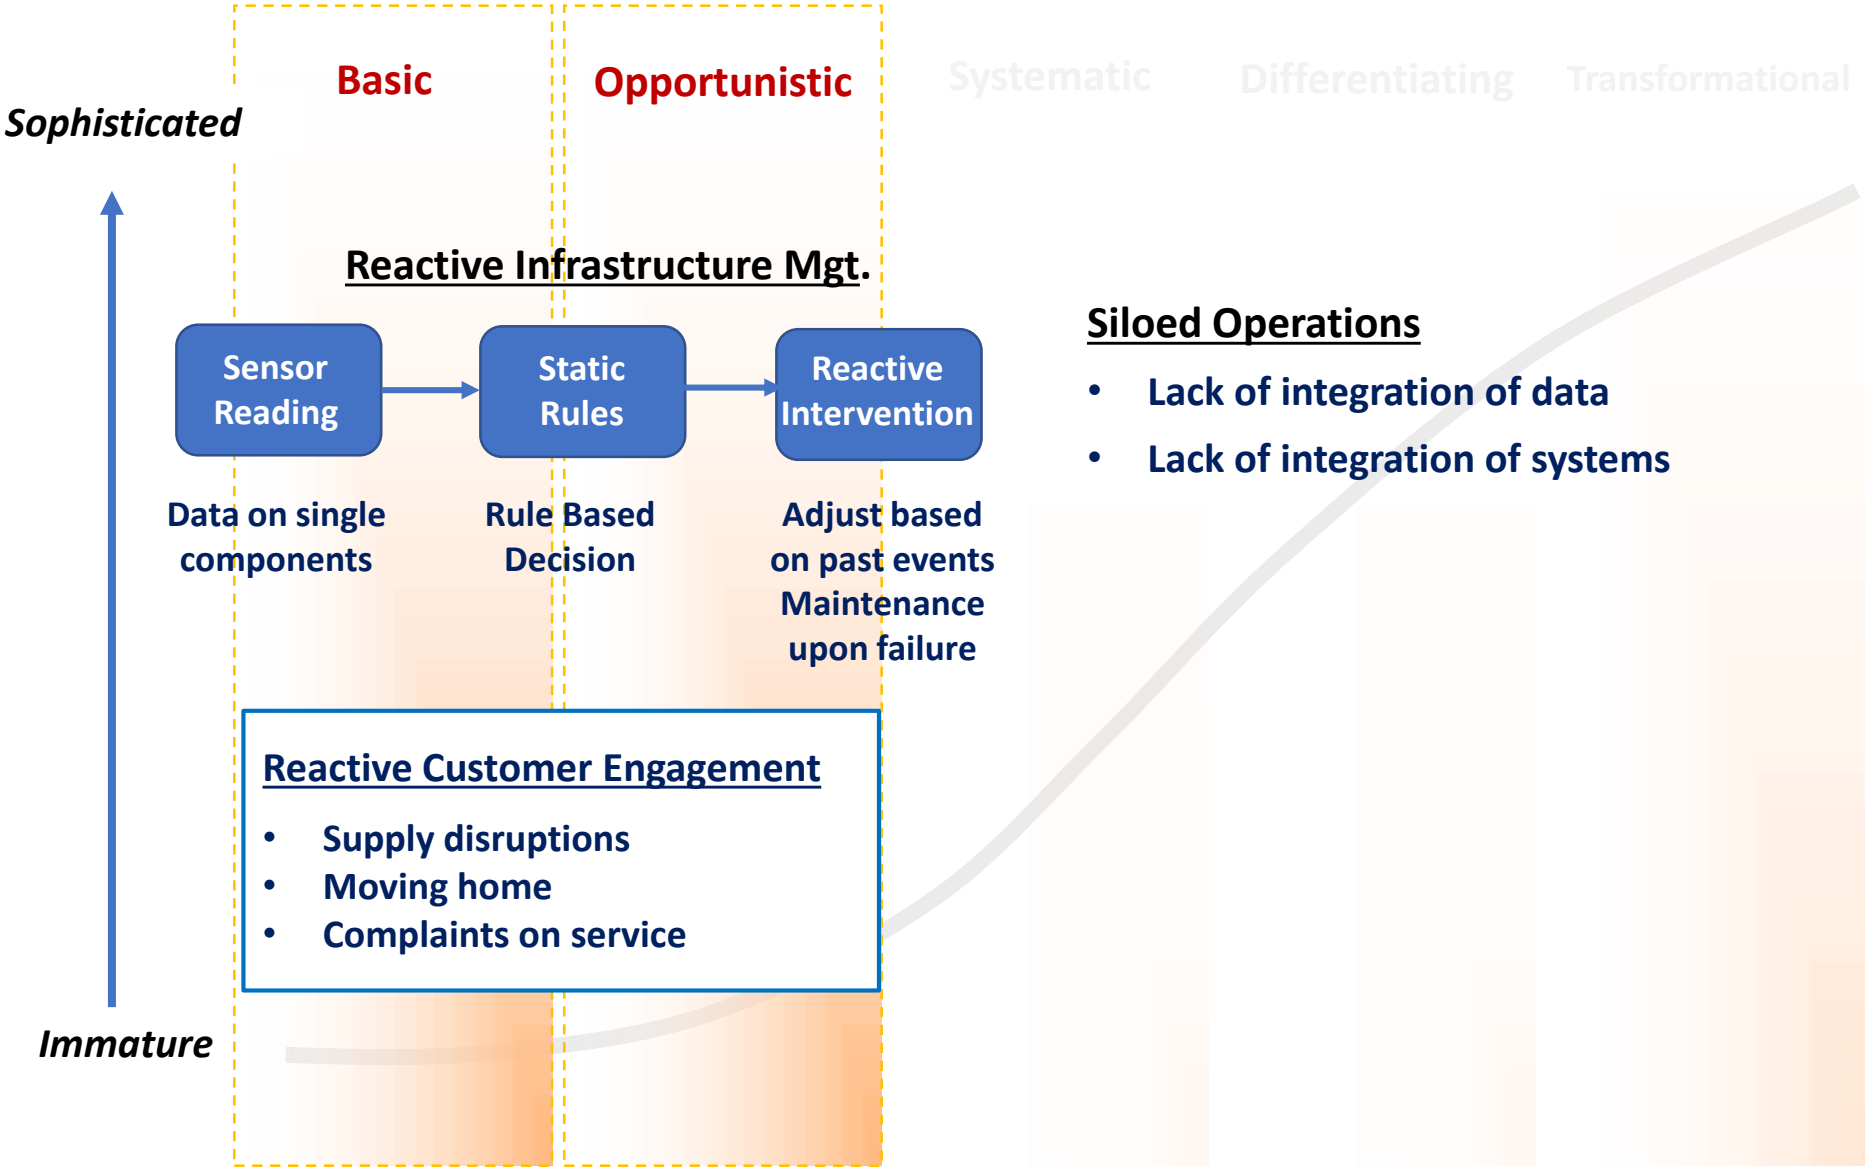 Basic
Opportunistic
Systematic
Differentiating
Transformational
Sophisticated
Reactive Infrastructure Mgt.
Sensor
Reading
Static
Rules
Reactive
Intervention
Data on single
components
Rule Based
Decision
Adjust based
on past events
Maintenance
upon failure
Siloed Operations
• Lack of integration of data
• Lack of integration of systems
Reactive Customer Engagement
• Supply disruptions
• Moving home
• Complaints on service
Immature